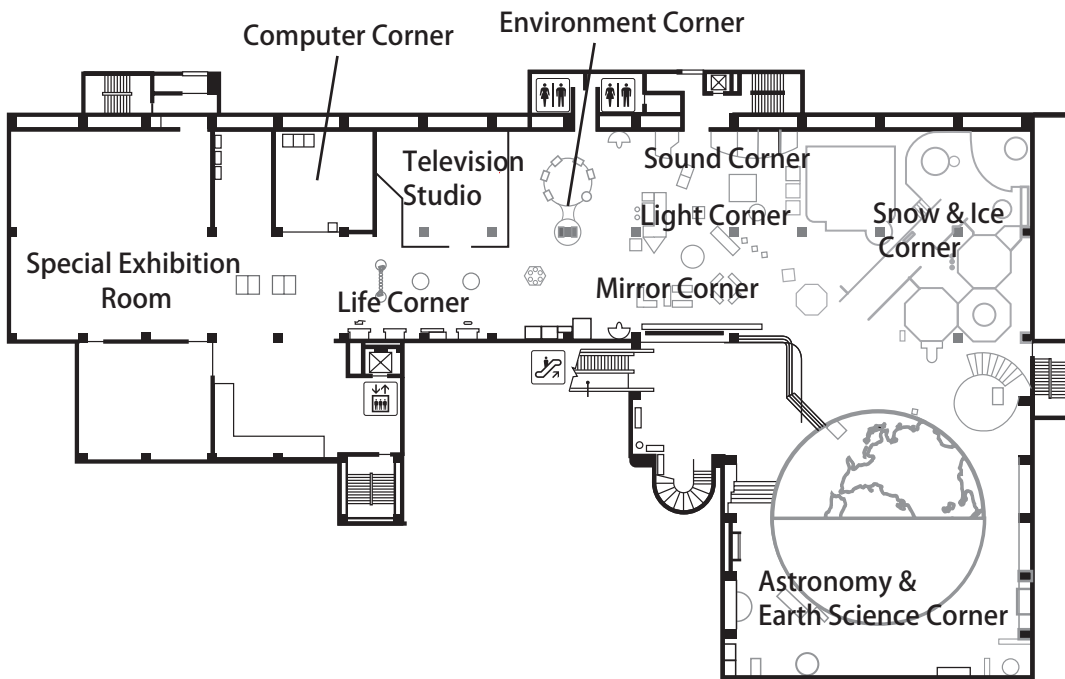 Computer Corner
Environment Corner
Television
Studio
Sound Corner
Light Corner
Snow & Ice
Corner
Special Exhibition
Room
Life Corner
Mirror Corner
Astronomy &
Earth Science Corner